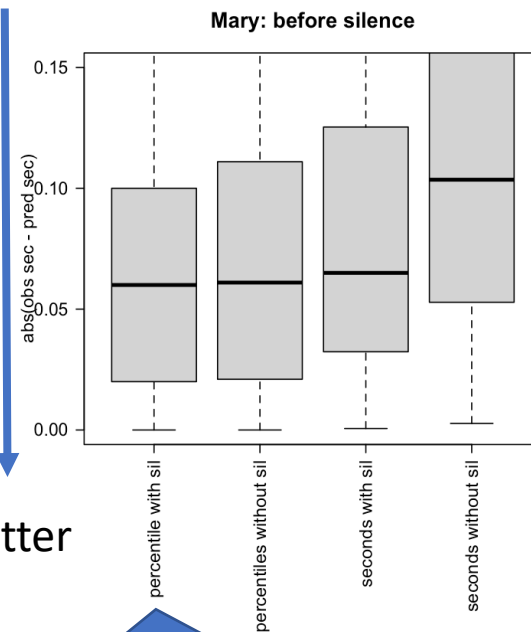 Mary: before silence
abs(obs sec - pred sec)
0.15
0.10
0.05
0.00
tter
percentile with sil
percentiles without sil
seconds with sil
seconds without sil